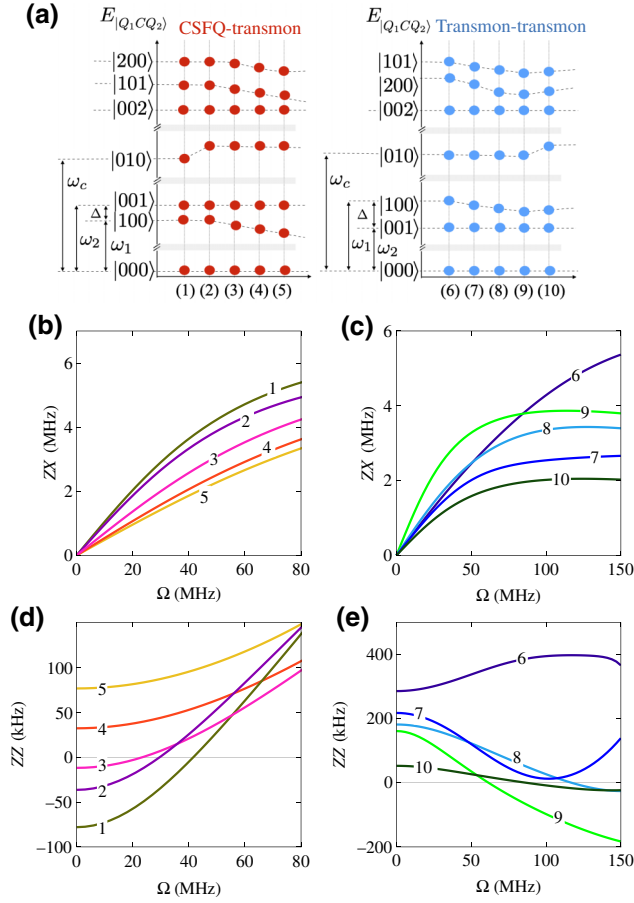 (a)
E|Q₁CQ₂⟩ CSFQ-transmon
|200⟩
|101⟩
|002⟩
|010⟩
ω_c
|001⟩
Δ
|100⟩
ω₂ ω₁
|000⟩
(1) (2) (3) (4) (5)
E|Q₁CQ₂⟩ Transmon-transmon
|101⟩
|200⟩
|002⟩
|010⟩
ω_c
|100⟩
Δ
|001⟩
ω₁ ω₂
|000⟩
(6) (7) (8) (9) (10)
(b)
ZX (MHz)
6
4
2
0
1
2
3
4
5
0 20 40 60 80
Ω (MHz)
(c)
ZX (MHz)
6
4
2
0
6
9
8
7
10
0 50 100 150
Ω (MHz)
(d)
ZZ (kHz)
100
50
0
−50
−100
5
4
3
2
1
0 20 40 60 80
Ω (MHz)
(e)
ZZ (kHz)
400
200
0
−200
6
7
8
10
9
0 50 100 150
Ω (MHz)